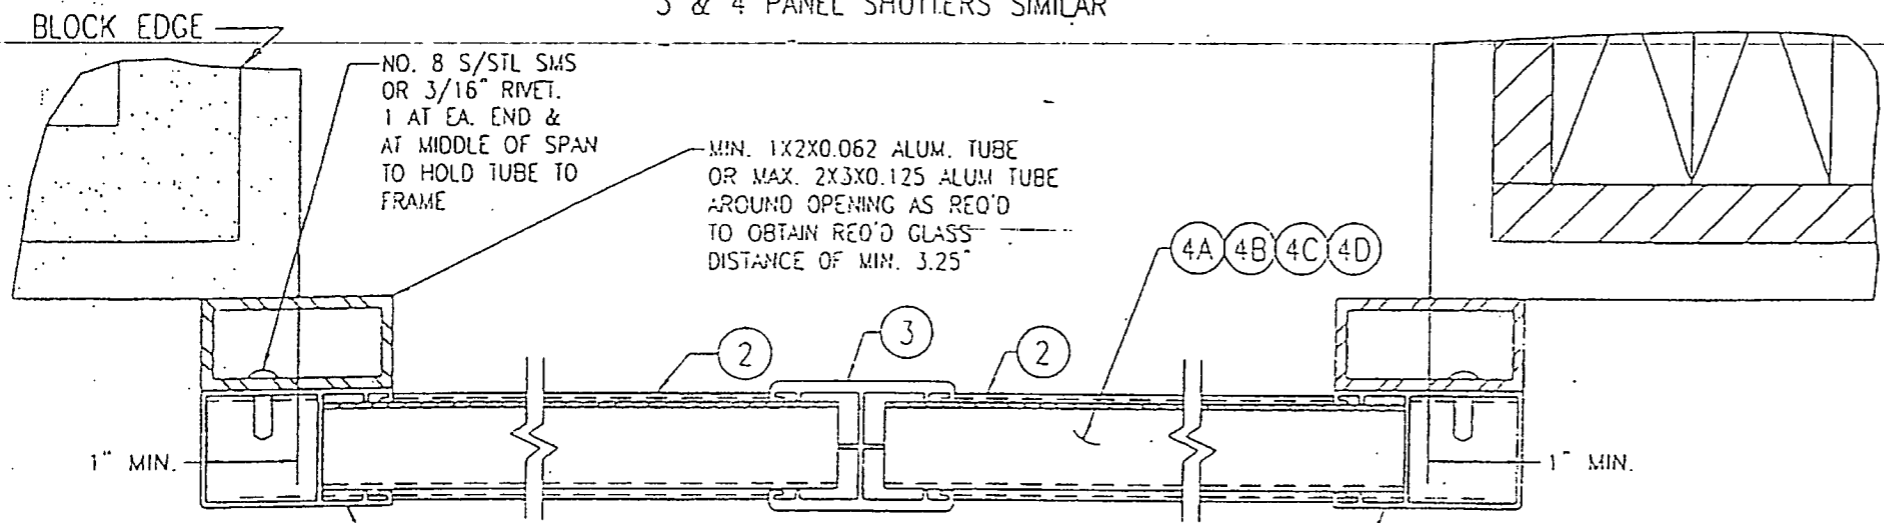 3 & 4 PANEL SHUTTERS SIMILAR
BLOCK EDGE
NO. 8 S/STL SMS
OR 3/16" RIVET.
1 AT EA. END &
AT MIDDLE OF SPAN
TO HOLD TUBE TO
FRAME
MIN. 1X2X0.062 ALUM. TUBE
OR MAX. 2X3X0.125 ALUM TUBE
AROUND OPENING AS REQ'D
TO OBTAIN REQ'D GLASS
DISTANCE OF MIN. 3.25"
4A 4B 4C 4D
2
3
2
1" MIN.
1" MIN.